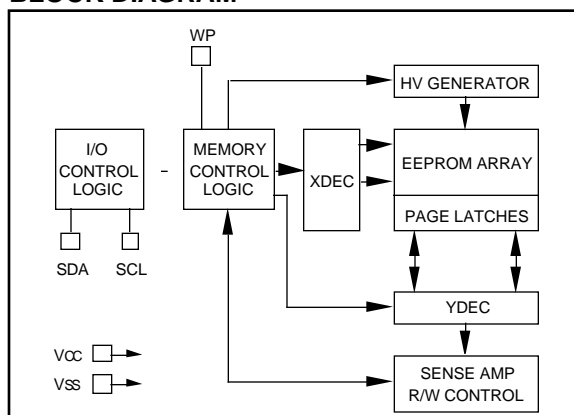 BLOCK DIAGRAM
WP
HV GENERATOR
I/O
CONTROL
LOGIC
MEMORY
CONTROL
LOGIC
XDEC
EEPROM ARRAY
PAGE LATCHES
SDA
SCL
YDEC
VCC
VSS
SENSE AMP
R/W CONTROL